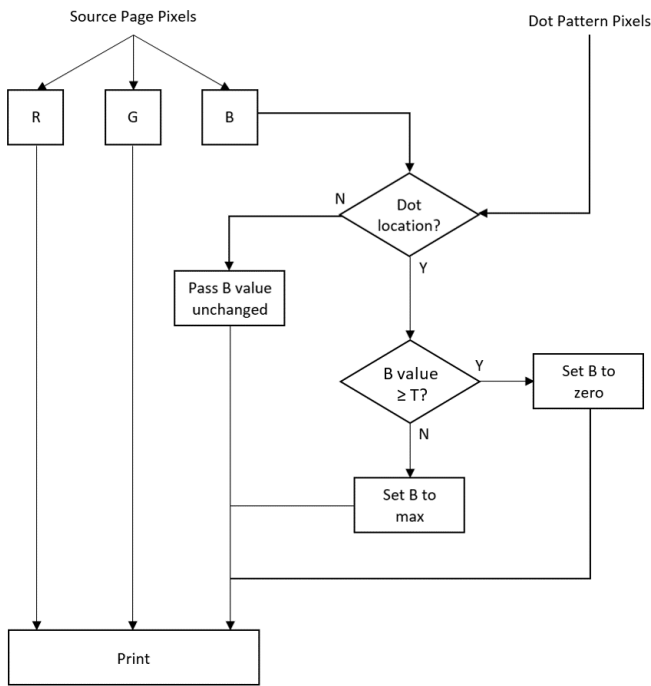 Source Page Pixels
Dot Pattern Pixels
R
G
B
Dot
location?
N
Y
Pass B value
unchanged
B value
≥ T?
Y
N
Set B to
zero
Set B to
max
Print